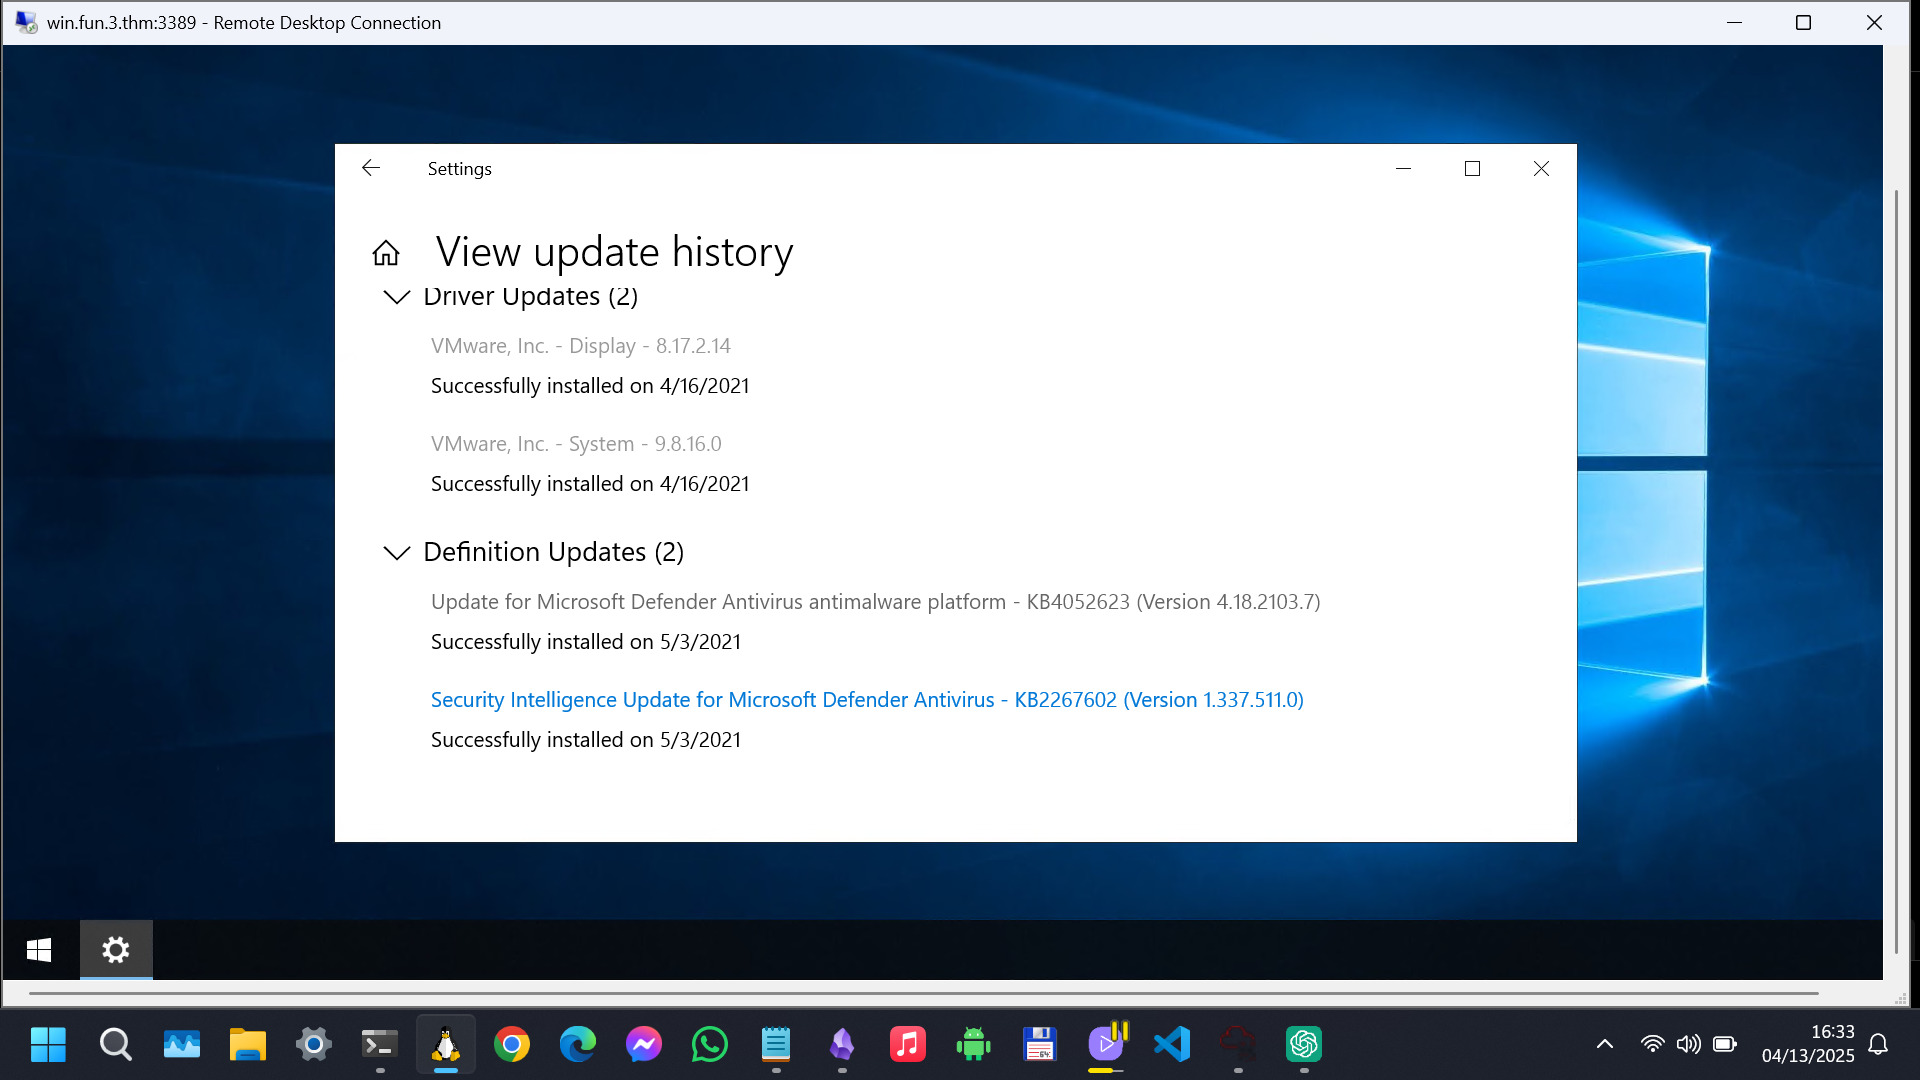 win.fun.3.thm:3389 - Remote Desktop Connection
Settings
View update history
Driver Updates (2)
VMware, Inc. - Display - 8.17.2.14
Successfully installed on 4/16/2021
VMware, Inc. - System - 9.8.16.0
Successfully installed on 4/16/2021
Definition Updates (2)
Update for Microsoft Defender Antivirus antimalware platform - KB4052623 (Version 4.18.2103.7)
Successfully installed on 5/3/2021
Security Intelligence Update for Microsoft Defender Antivirus - KB2267602 (Version 1.337.511.0)
Successfully installed on 5/3/2021
64
16:33
04/13/2025